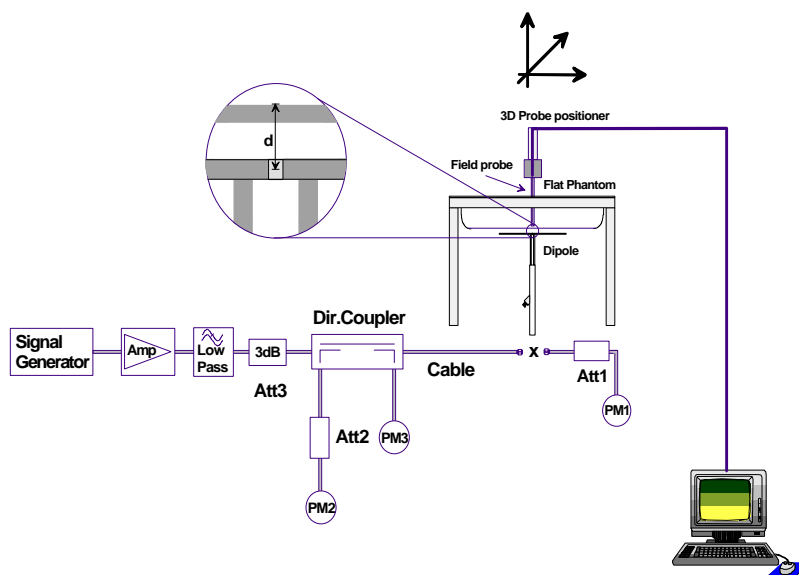 3D Probe positioner
d
Field probe
Flat Phantom
Dipole
Dir.Coupler
Signal
Generator
Amp
Low
Pass
3dB
Att3
Cable
x
Att1
PM1
Att2
PM3
PM2